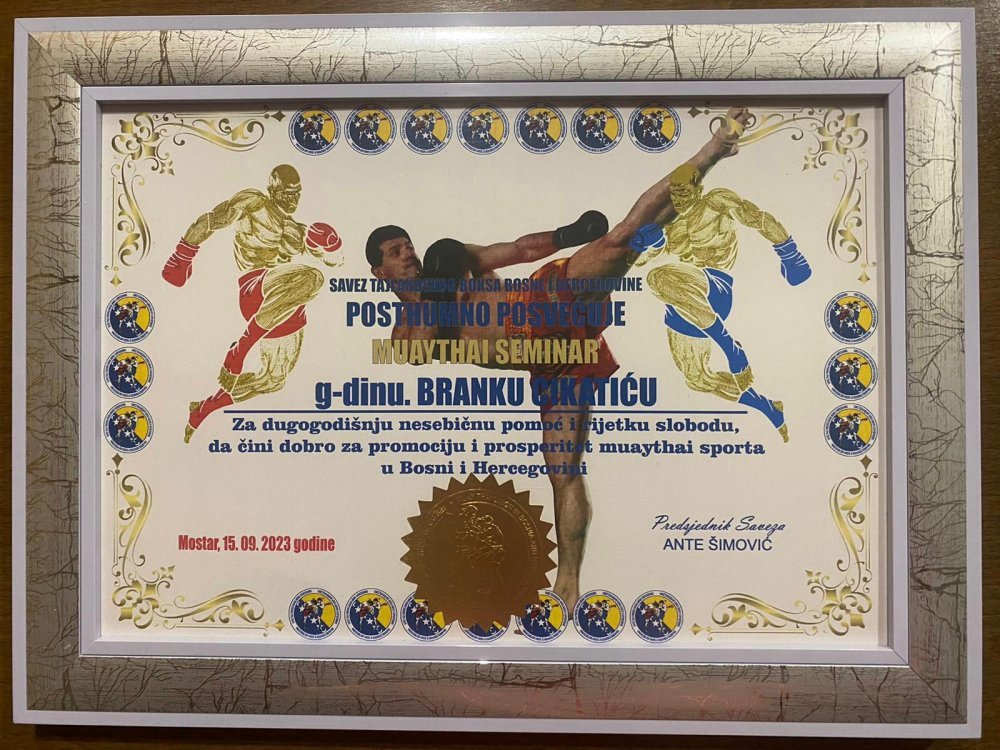 SAVEZ TAJLANDSKOG BOKSA BOSNE I HERCEGOVINE
POSTHUMNO POSVEĆUJE
MUAYTHAI SEMINAR
g-dinu. BRANKU CIKATIĆU
Za dugogodišnju nesebičnu pomoć i rijetku slobodu,
da čini dobro za promociju i prosperitet muaythai sporta
u Bosni i Hercegovini
Mostar, 15. 09. 2023 godine
Predsjednik Saveza
ANTE ŠIMOVIĆ